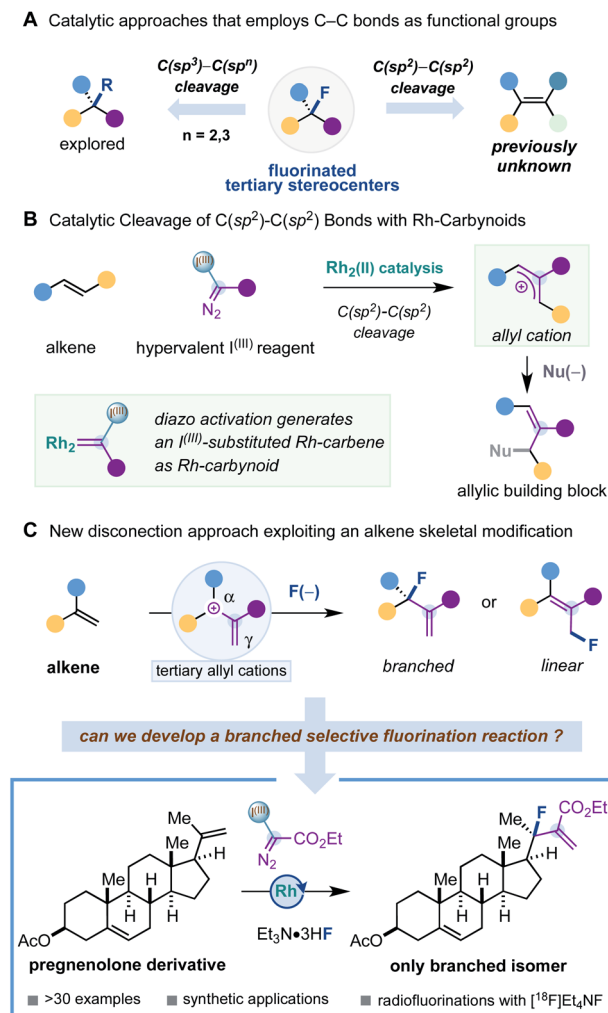 A Catalytic approaches that employs C–C bonds as functional groups
C(sp³)–C(spⁿ)
cleavage
n = 2,3
C(sp²)–C(sp²)
cleavage
R
F
explored
fluorinated
tertiary stereocenters
previously
unknown
B Catalytic Cleavage of C(sp²)-C(sp²) Bonds with Rh-Carbynoids
I(III)
N₂
alkene
hypervalent I(III) reagent
Rh₂(II) catalysis
C(sp²)-C(sp²)
cleavage
+
allyl cation
Nu(–)
Rh₂
I(III)
diazo activation generates
an I(III)-substituted Rh-carbene
as Rh-carbynoid
Nu
allylic building block
C New disconection approach exploiting an alkene skeletal modification
alkene
α
+
γ
tertiary allyl cations
F(–)
F
branched
or
F
linear
can we develop a branched selective fluorination reaction ?
Me
Me
Me
H
H
H
AcO
pregnenolone derivative
I(III)
CO₂Et
N₂
Rh
Et₃N•3HF
F
Me
CO₂Et
Me
Me
H
H
H
H
AcO
only branched isomer
>30 examples
synthetic applications
radiofluorinations with [¹⁸F]Et₄NF